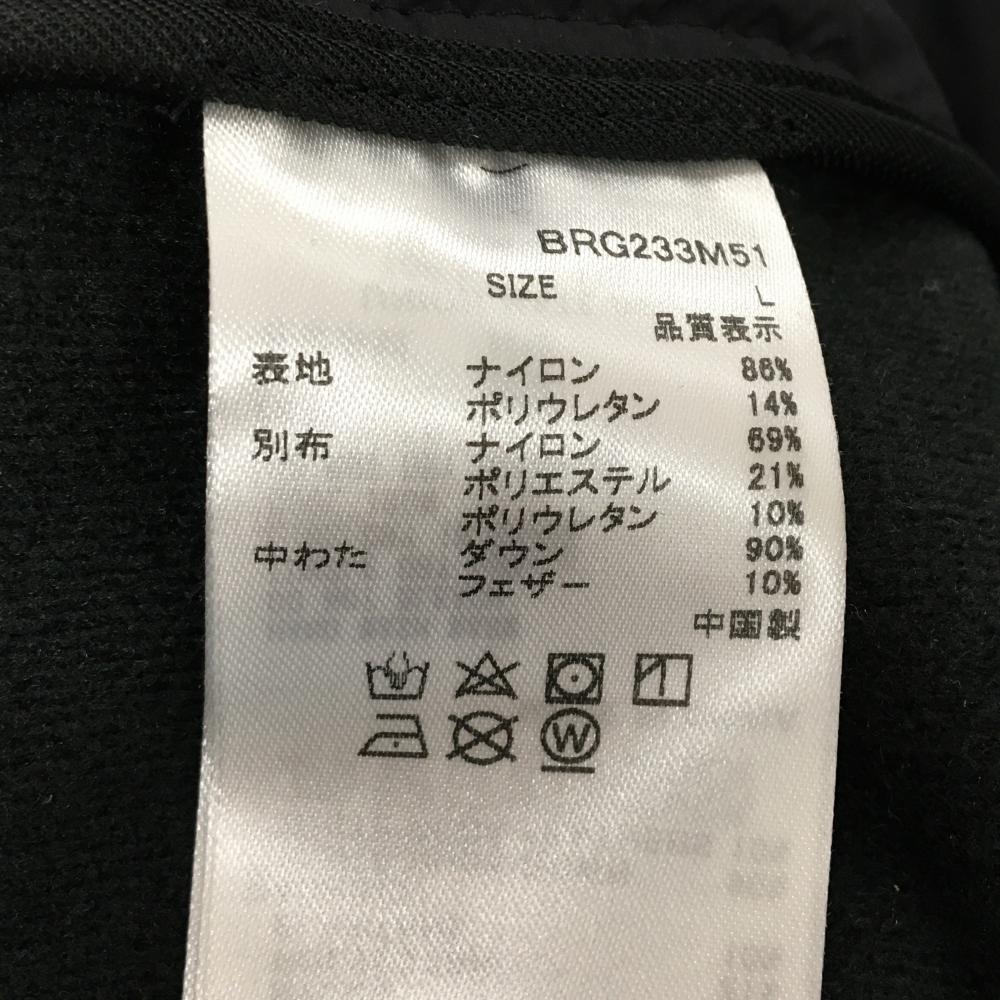 BRG233M51
SIZE L
品質表示
表地 ナイロン 86%
ポリウレタン 14%
別布 ナイロン 69%
ポリエステル 21%
ポリウレタン 10%
中わた ダウン 90%
フェザー 10%
中国製
W